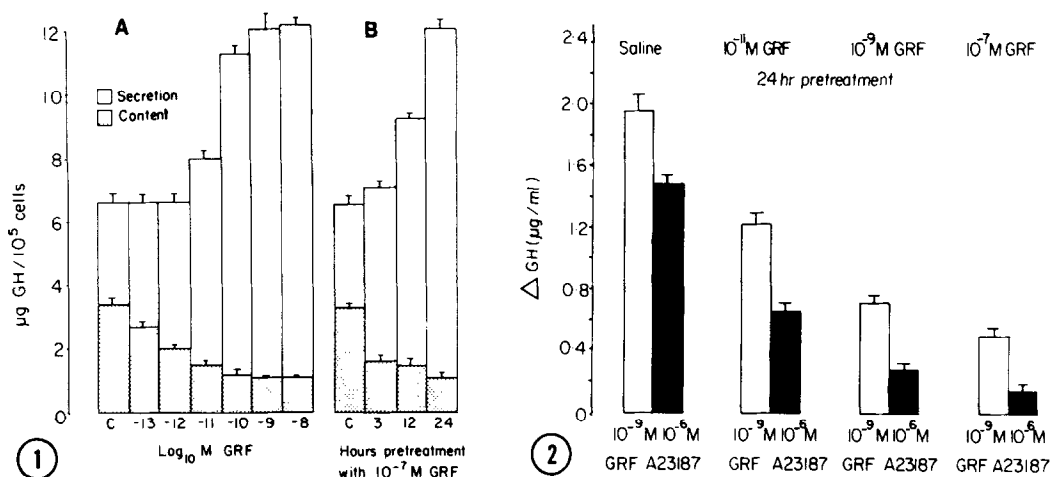 12
10
8
6
4
2
0
µg GH/10⁵ cells
A
B
Secretion
Content
C -13 -12 -11 -10 -9 -8
Log₁₀ M GRF
C 3 12 24
Hours pretreatment
with 10⁻⁷ M GRF
1
2·4
2·0
1·6
1·2
0·8
0·4
0
△ GH (µg/ml)
Saline 10⁻¹¹M GRF 10⁻⁹M GRF 10⁻⁷M GRF
24 hr pretreatment
10⁻⁹M 10⁻⁶M 10⁻⁹M 10⁻⁶M 10⁻⁹M 10⁻⁶M 10⁻⁹M 10⁻⁶M
GRF A23187 GRF A23187 GRF A23187 GRF A23187
2